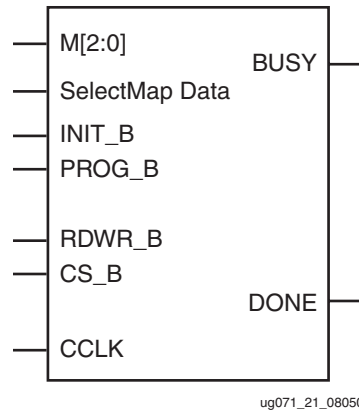 M[2:0]
BUSY
SelectMap Data
INIT_B
PROG_B
RDWR_B
CS_B
DONE
CCLK
ug071_21_08050